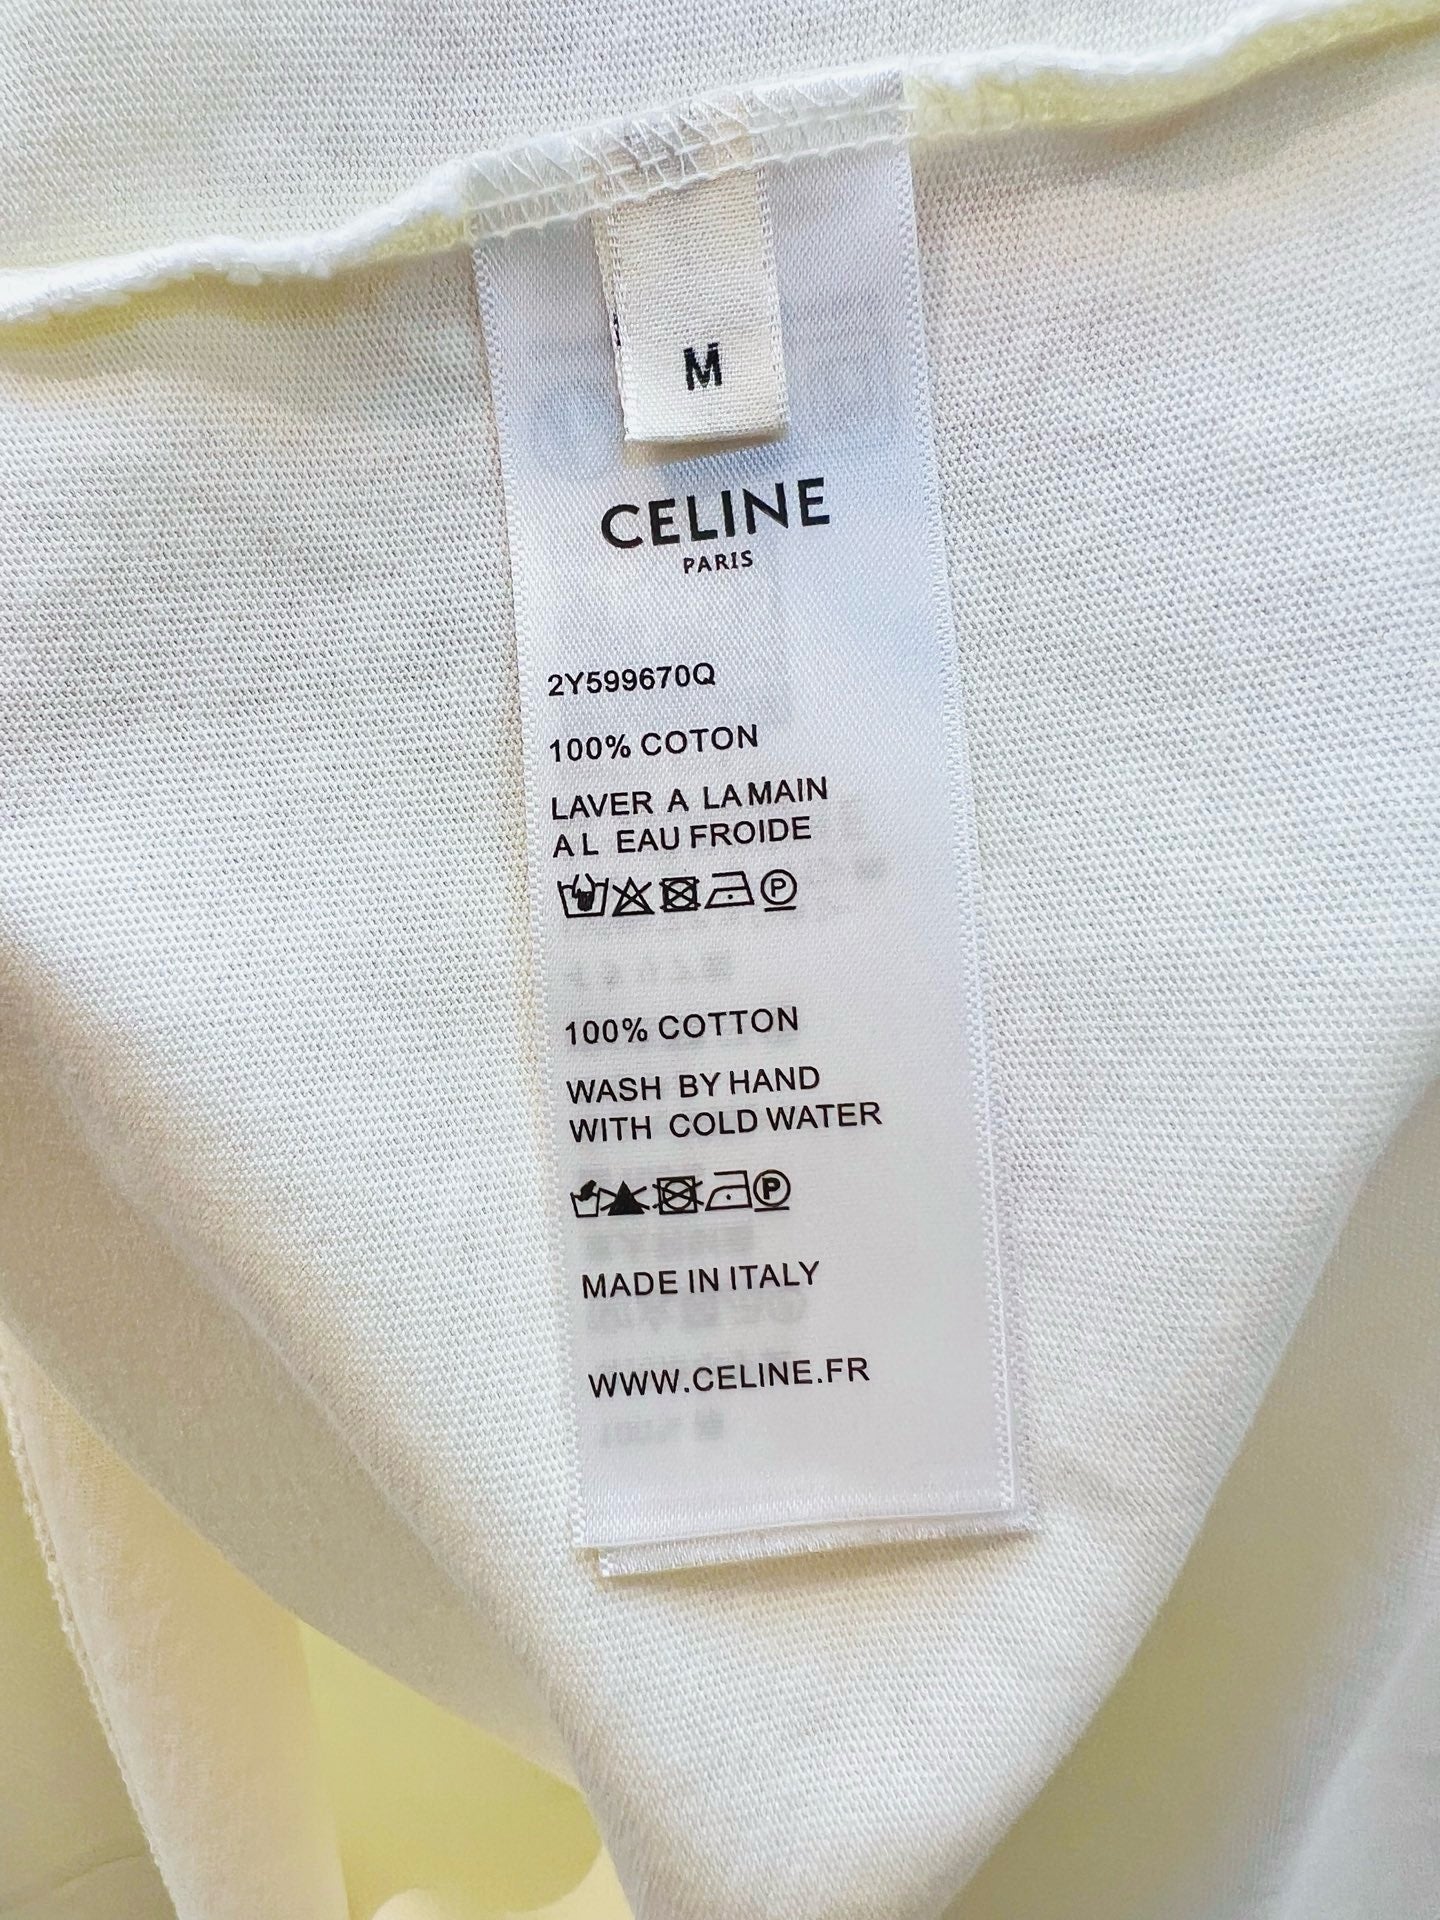 M
CELINE
PARIS
2Y599670Q
100% COTON
LAVER A LA MAIN
A L EAU FROIDE
100% COTTON
WASH BY HAND
WITH COLD WATER
MADE IN ITALY
WWW.CELINE.FR